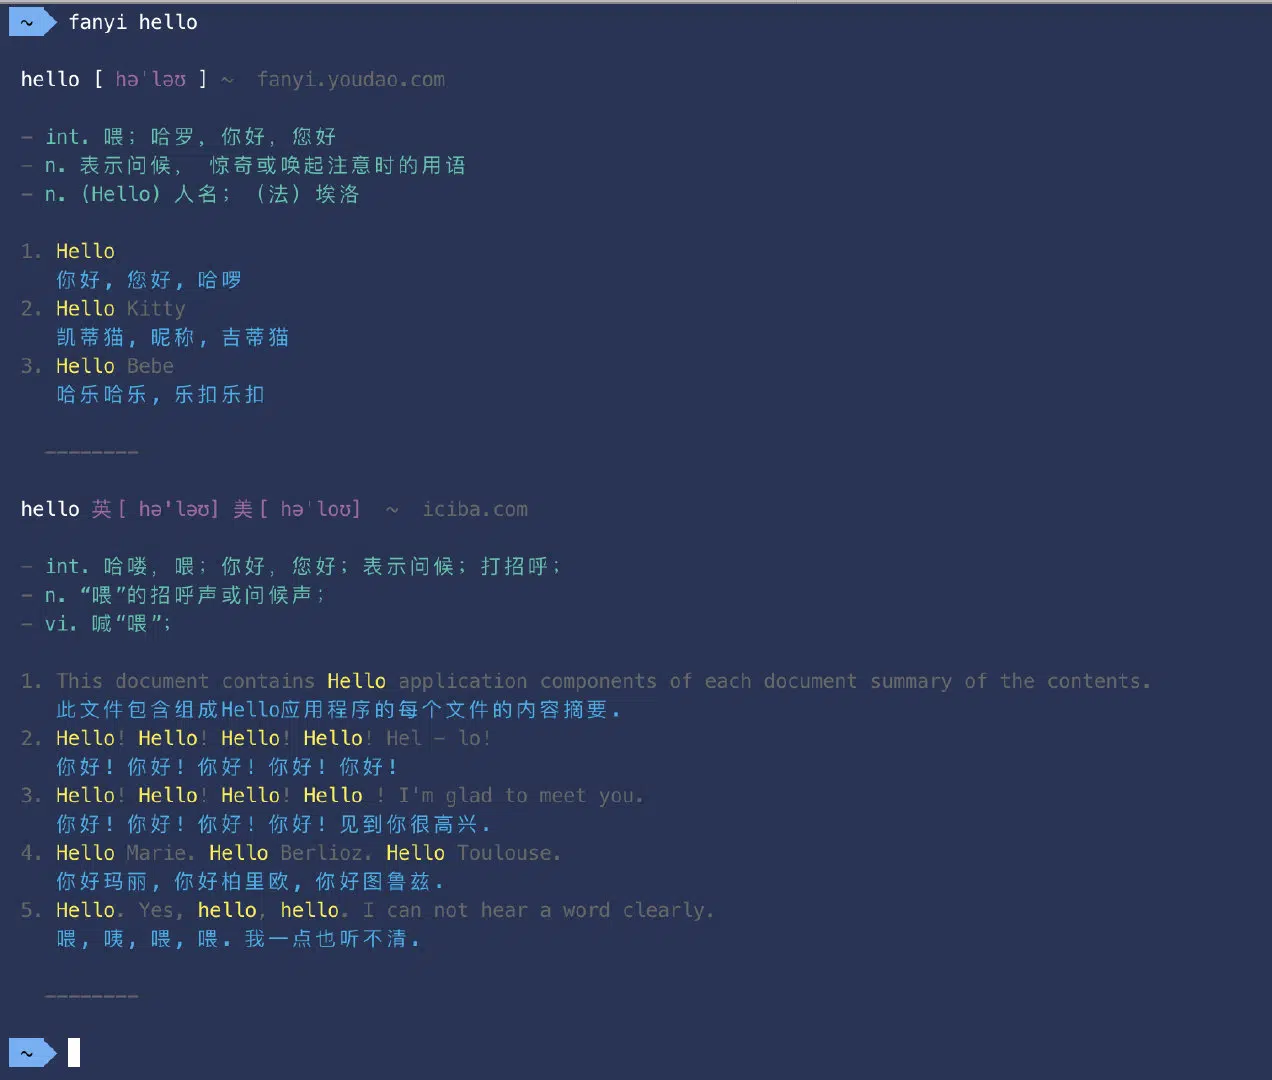 ~ fanyi hello
hello [ həˈləʊ ] ~ fanyi.youdao.com
- int. 喂；哈罗，你好，您好
- n. 表示问候， 惊奇或唤起注意时的用语
- n. (Hello) 人名；（法）埃洛
1. Hello
你好,您好,哈啰
2. Hello Kitty
凯蒂猫,昵称,吉蒂猫
3. Hello Bebe
哈乐哈乐,乐扣乐扣
--------
hello 英[ hə'ləʊ] 美[ həˈloʊ] ~ iciba.com
- int. 哈喽，喂；你好，您好；表示问候；打招呼；
- n. “喂”的招呼声或问候声；
- vi. 喊“喂”；
1. This document contains Hello application components of each document summary of the contents.
此文件包含组成Hello应用程序的每个文件的内容摘要.
2. Hello! Hello! Hello! Hello! Hel - lo!
你好! 你好! 你好! 你好! 你好!
3. Hello! Hello! Hello! Hello ! I'm glad to meet you.
你好! 你好! 你好! 你好! 见到你很高兴.
4. Hello Marie. Hello Berlioz. Hello Toulouse.
你好玛丽, 你好柏里欧, 你好图鲁兹.
5. Hello. Yes, hello, hello. I can not hear a word clearly.
喂, 咦, 喂, 喂. 我一点也听不清.
--------
~